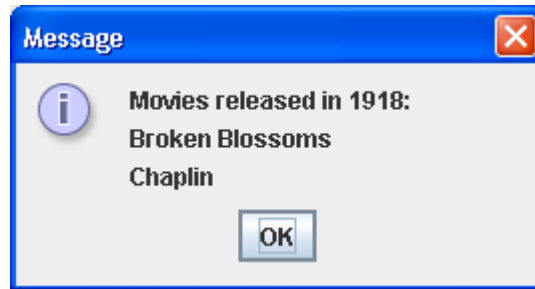 Message
Movies released in 1918:
Broken Blossoms
Chaplin
OK